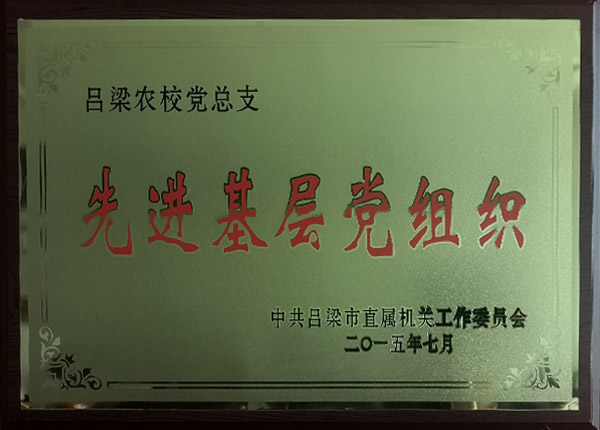 吕梁农校党总支
先进基层党组织
中共吕梁市直属机关工作委员会
二〇一五年七月